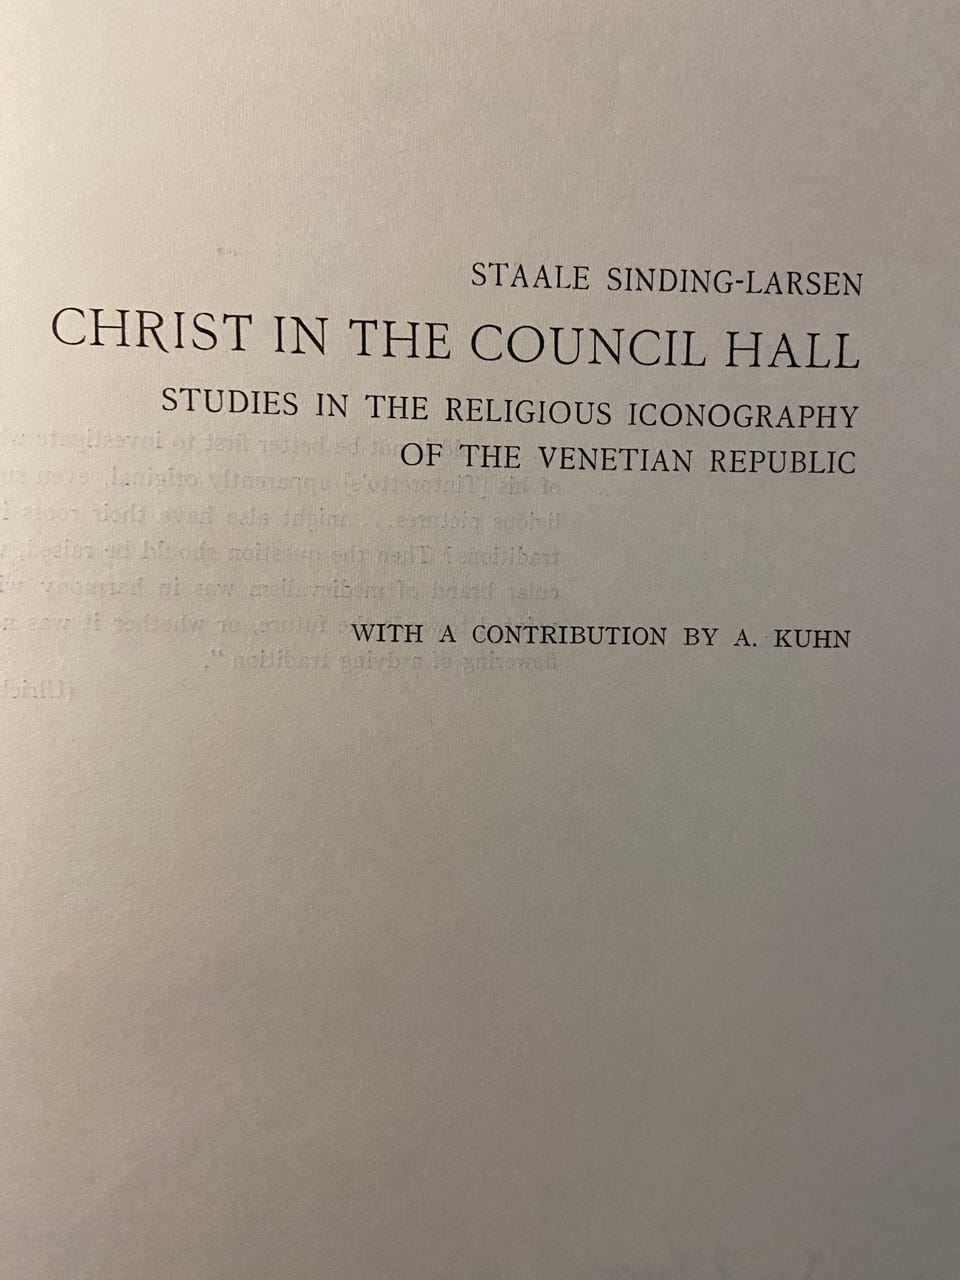 STAALE SINDING-LARSEN
CHRIST IN THE COUNCIL HALL
STUDIES IN THE RELIGIOUS ICONOGRAPHY
OF THE VENETIAN REPUBLIC
WITH A CONTRIBUTION BY A. KUHN